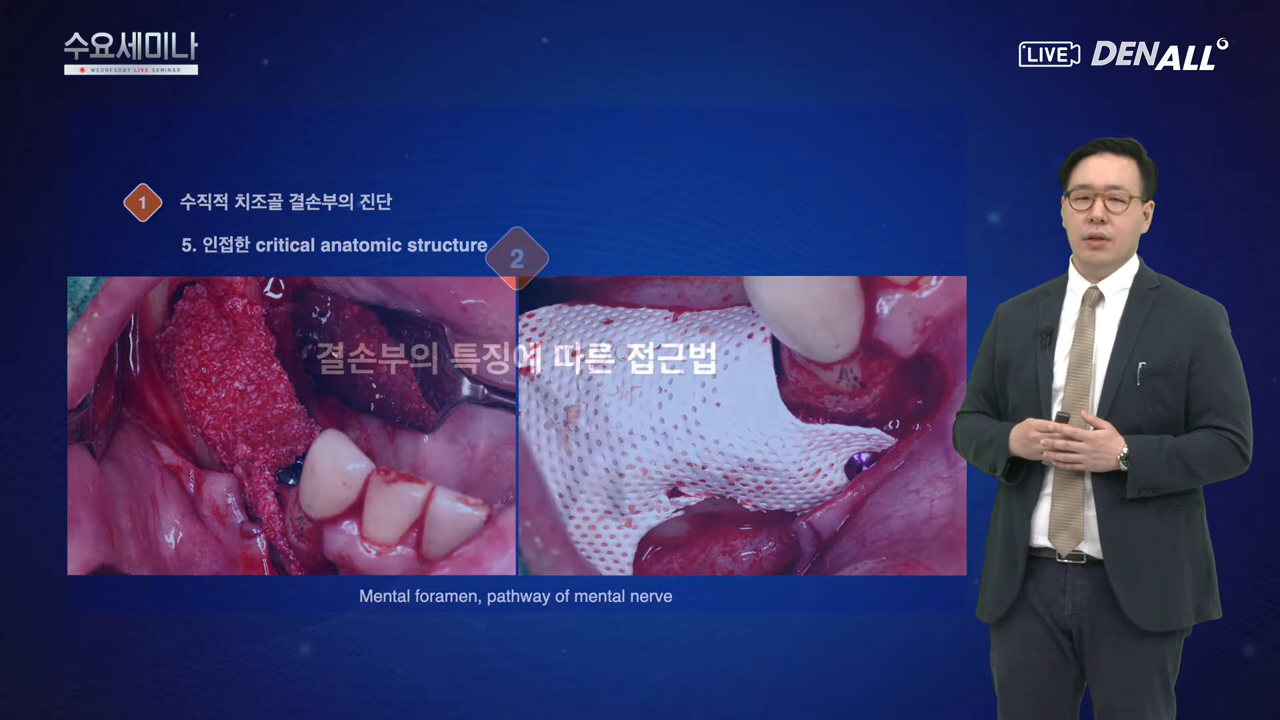 수요세미나
WEDNESDAY LIVE SEMINAR
LIVE DENALL
1 수직적 치조골 결손부의 진단
5. 인접한 critical anatomic structure
2
결손부의 특징에 따른 접근법
Mental foramen, pathway of mental nerve